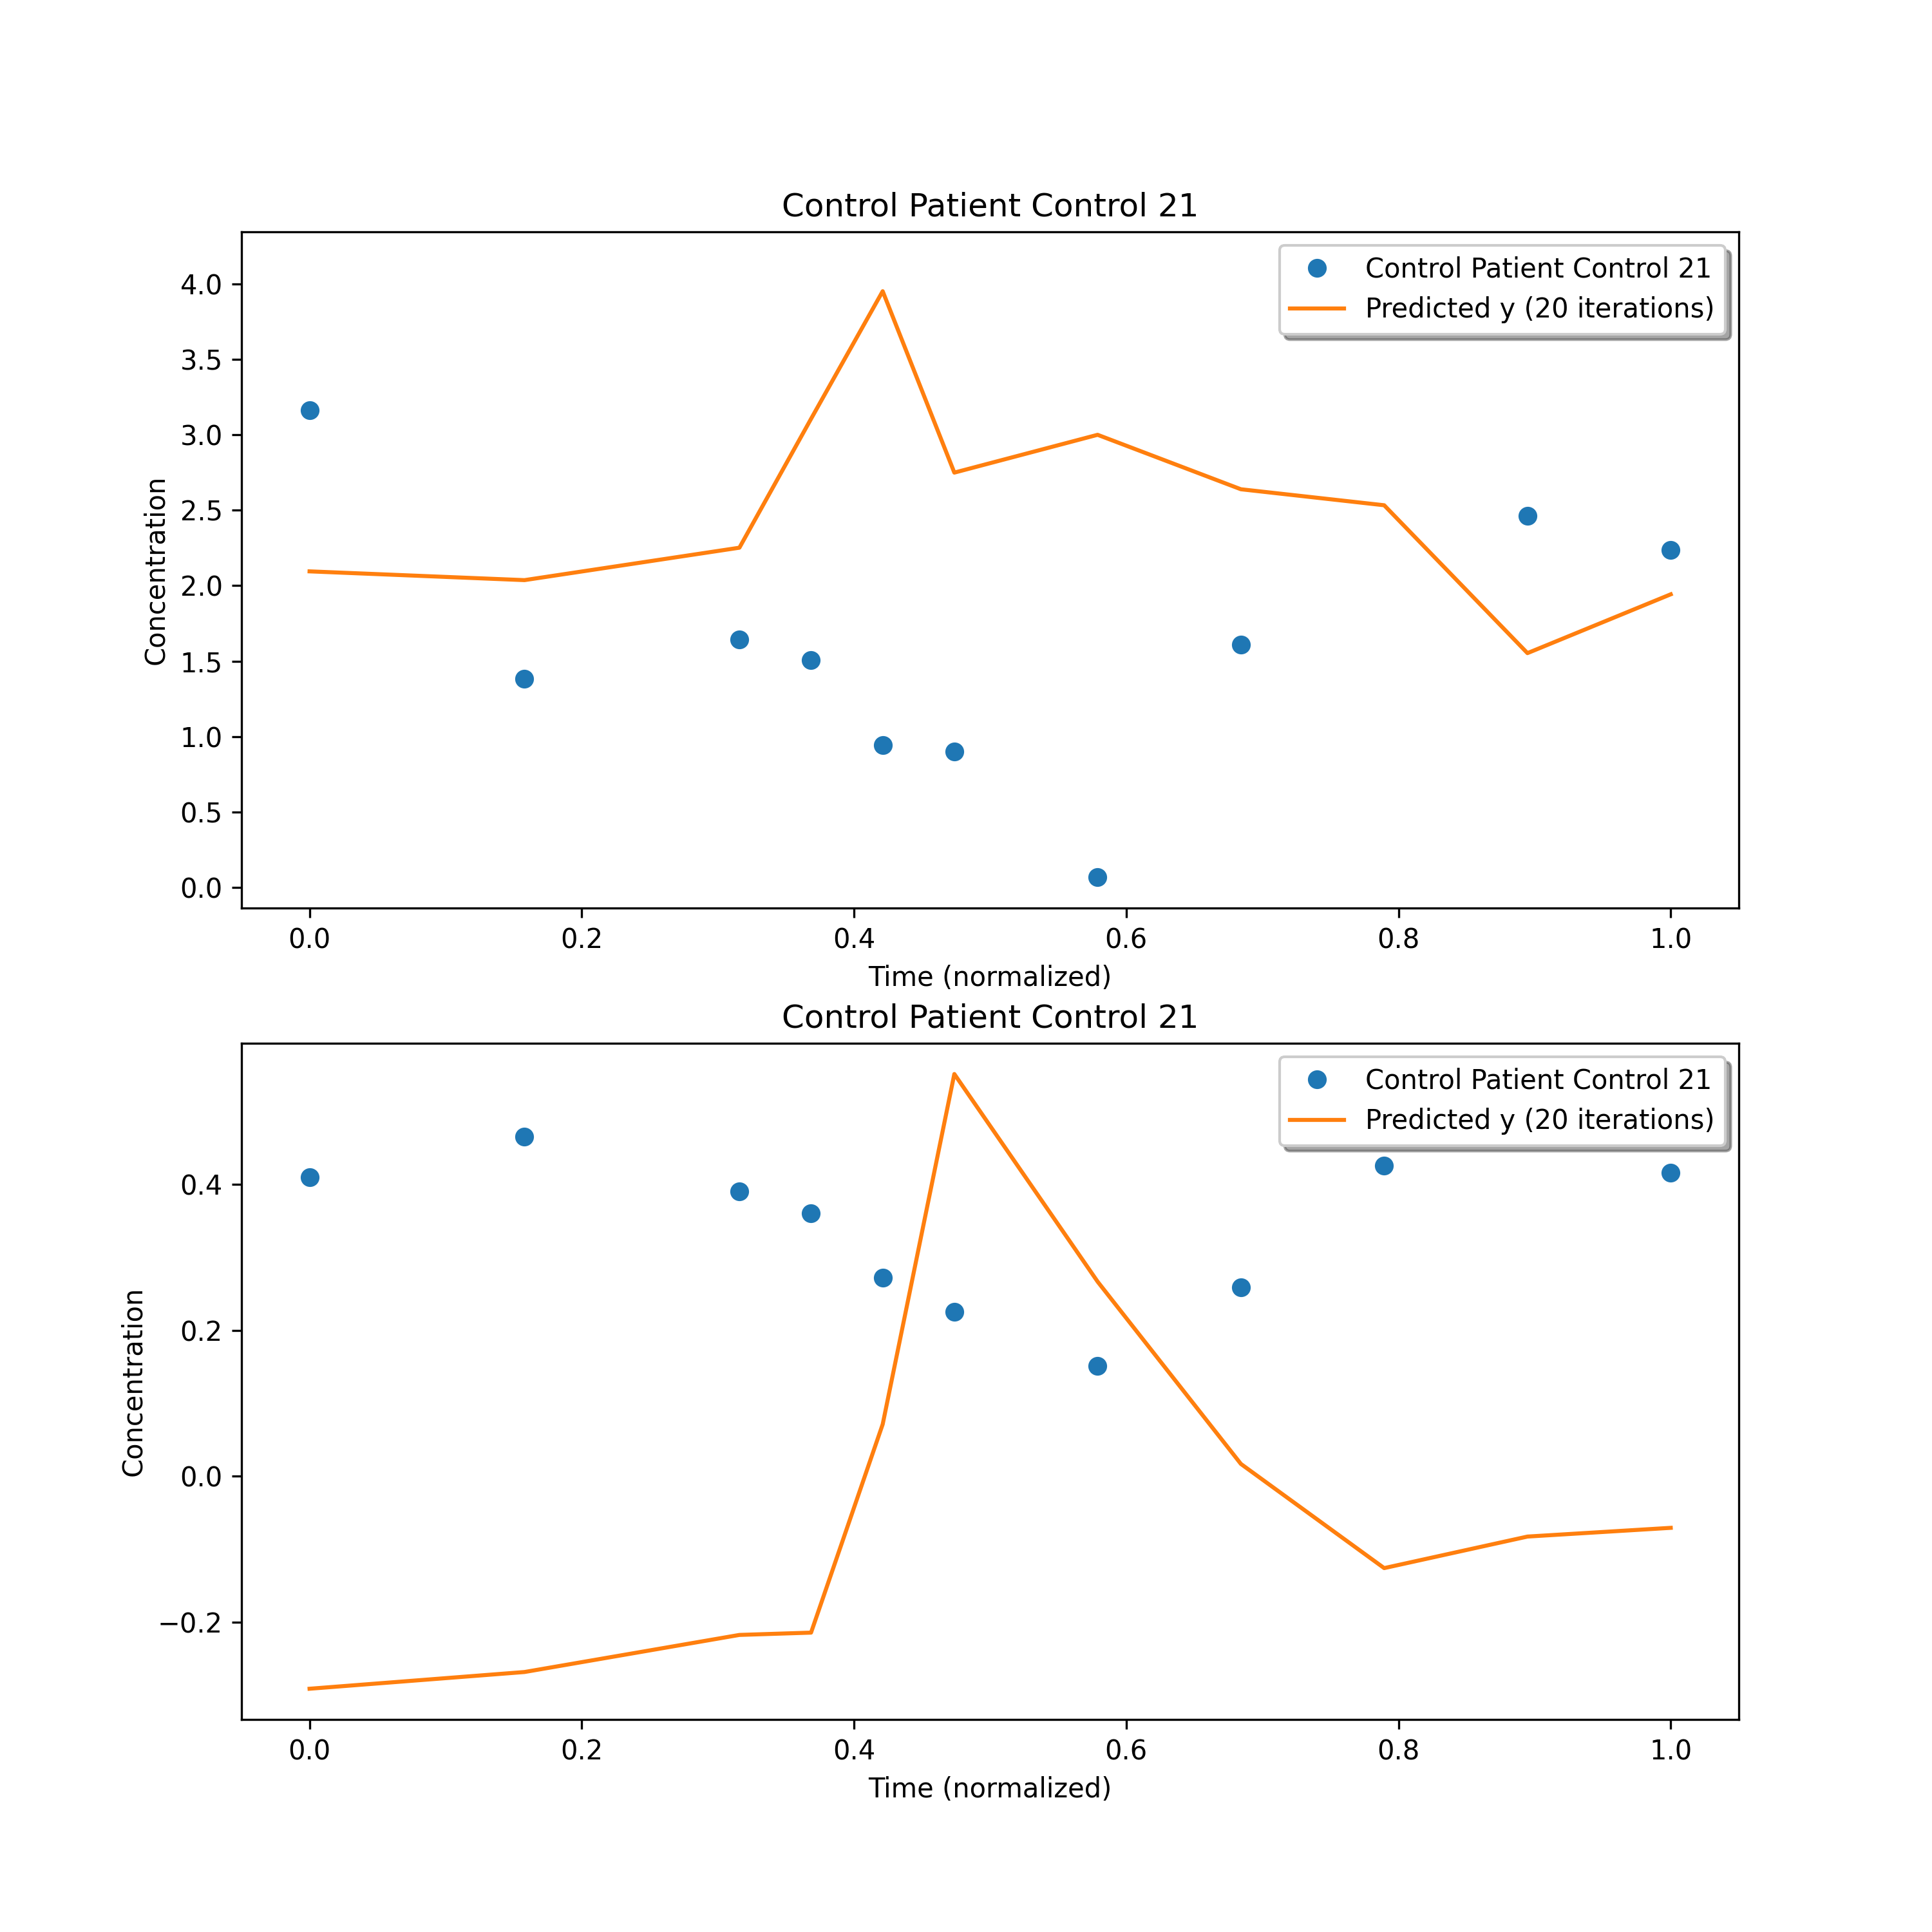 Control Patient Control 21
Control Patient Control 21
Predicted y (20 iterations)
4.0
3.5
3.0
2.5
2.0
1.5
1.0
0.5
0.0
Concentration
0.0 0.2 0.4 0.6 0.8 1.0
Time (normalized)
Control Patient Control 21
Control Patient Control 21
Predicted y (20 iterations)
0.4
0.2
0.0
−0.2
Concentration
0.0 0.2 0.4 0.6 0.8 1.0
Time (normalized)